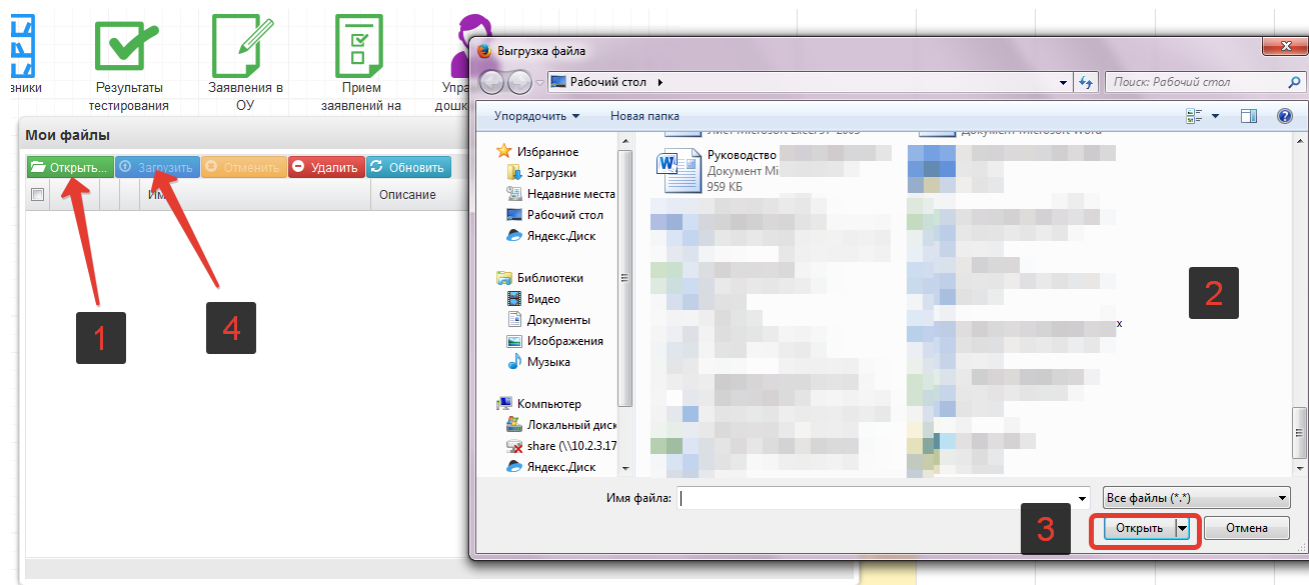 зники
Результаты
тестирования
Заявления в
ОУ
Прием
заявлений на
Упра
дошк
Мои файлы
Открыть...
Загрузить
Отменить
Удалить
Обновить
Им
Описание
1
4
Выгрузка файла
Рабочий стол
Поиск: Рабочий стол
Упорядочить
Новая папка
Избранное
Загрузки
Недавние места
Рабочий стол
Яндекс.Диск
Библиотеки
Видео
Документы
Изображения
Музыка
Компьютер
Локальный диск
share (\\10.2.3.17
Яндекс.Диск
Руководство
Документ Mi
959 КБ
x
2
Имя файла:
Все файлы (*.*)
3
Открыть
Отмена